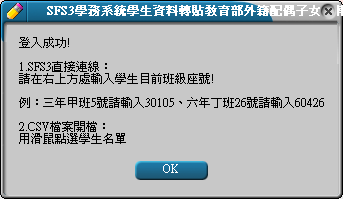 SFS3學務系統學生資料轉貼教育部外籍配偶子女
登入成功!
1.SFS3直接連線：
請在右上方處輸入學生目前班級座號!
例：三年甲班5號請輸入30105、六年丁班26號請輸入60426
2.CSV檔案開檔：
用滑鼠點選學生名單
OK